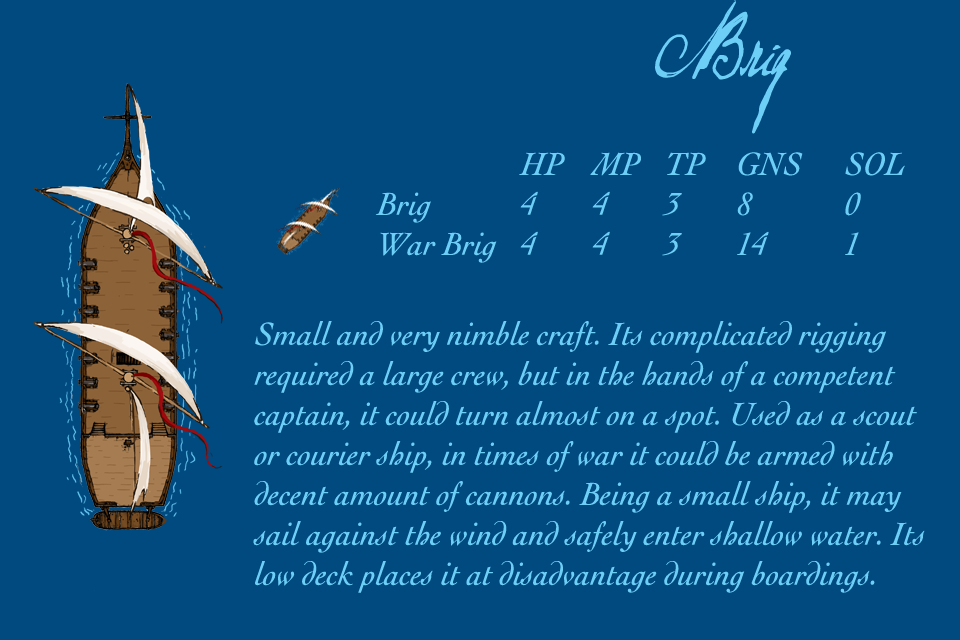 Brig
HP MP TP GNS SOL
Brig 4 4 3 8 0
War Brig 4 4 3 14 1
Small and very nimble craft. Its complicated rigging
required a large crew, but in the hands of a competent
captain, it could turn almost on a spot. Used as a scout
or courier ship, in times of war it could be armed with
decent amount of cannons. Being a small ship, it may
sail against the wind and safely enter shallow water. Its
low deck places it at disadvantage during boardings.